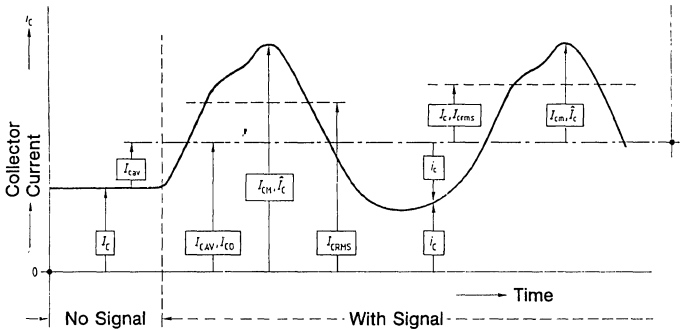 i_C
Collector
Current
I_c, I_crms
I_cm, Î_c
I_cav
i_c
I_CM, Î_C
I_C
I_CAV, I_CO
I_CRMS
i_C
0
Time
No Signal
With Signal